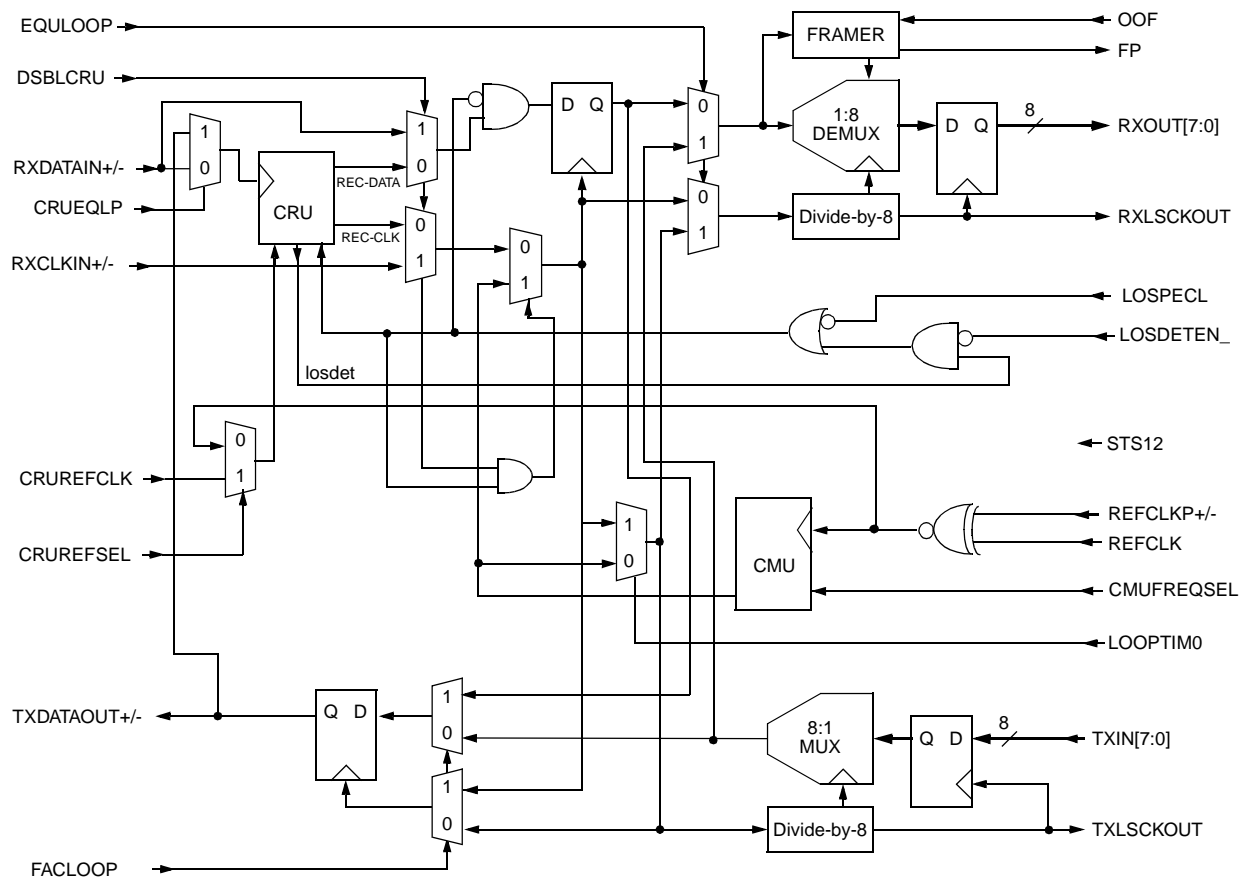 EQULOOP
OOF
FRAMER
FP
DSBLCRU
D Q
0
1
1:8
DEMUX
D Q
8
RXOUT[7:0]
1
0
1
0
RXDATAIN+/-
REC-DATA
CRUEQLP
CRU
0
1
Divide-by-8
RXLSCKOUT
REC-CLK
0
1
0
1
RXCLKIN+/-
LOSPECL
LOSDETEN_
losdet
0
1
STS12
CRUREFCLK
REFCLKP+/-
REFCLK
CRUREFSEL
1
0
CMU
CMUFREQSEL
LOOPTIM0
TXDATAOUT+/-
Q D
1
0
8:1
MUX
Q D
8
TXIN[7:0]
1
0
Divide-by-8
TXLSCKOUT
FACLOOP